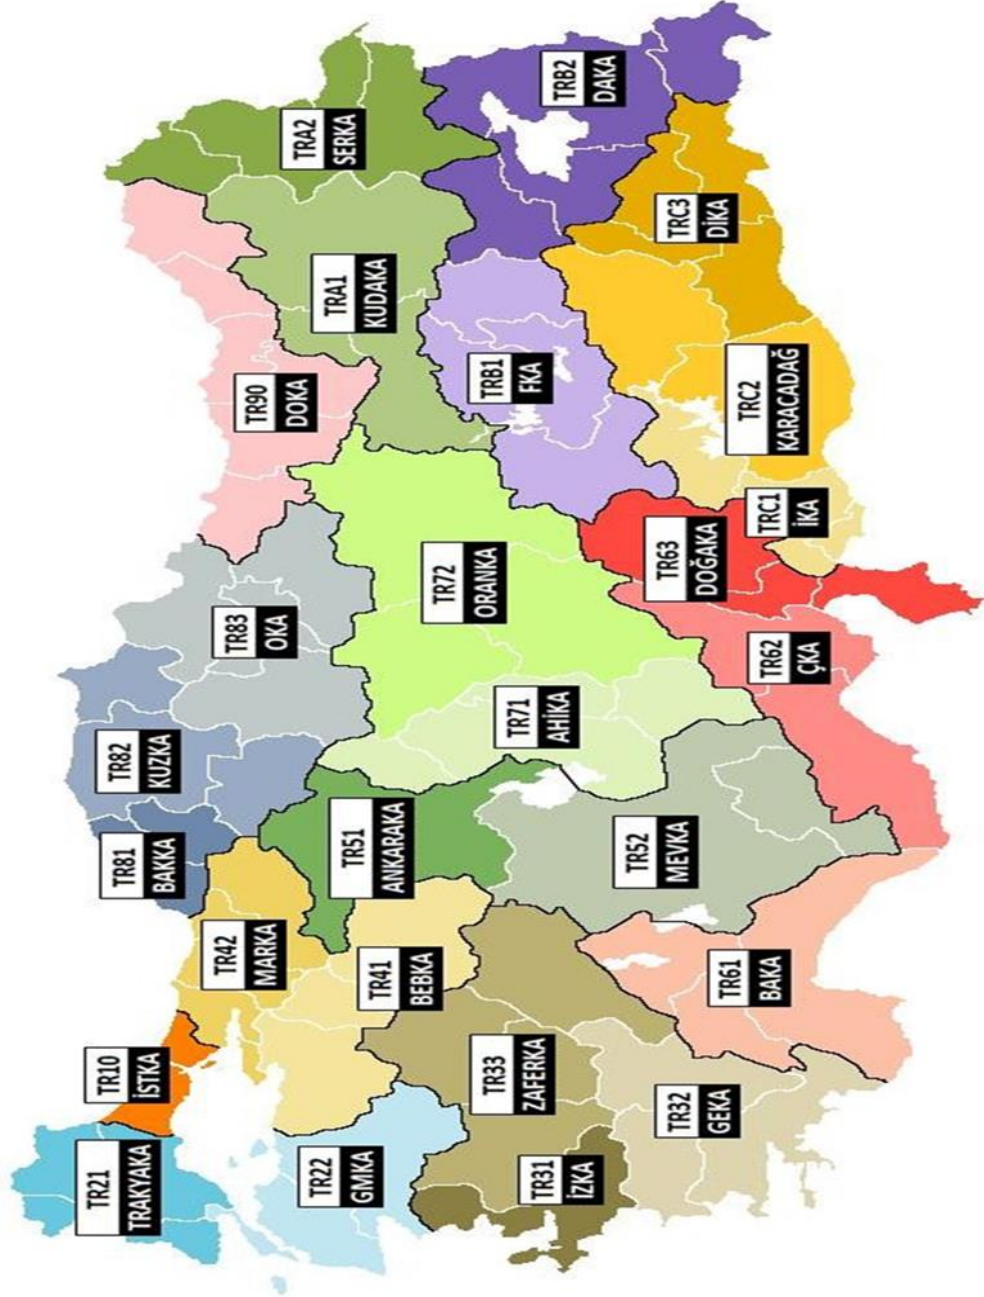 TR21
TRAKYAKA
TR10
İSTKA
TR42
MARKA
TR81
BAKKA
TR82
KUZKA
TR83
OKA
TR90
DOKA
TRA1
KUDAKA
TRA2
SERKA
TR22
GMKA
TR41
BEBKA
TR51
ANKARAKA
TR71
AHİKA
TR72
ORANKA
TRB1
FKA
TRB2
DAKA
TR31
İZKA
TR33
ZAFERKA
TR32
GEKA
TR61
BAKA
TR52
MEVKA
TR62
ÇKA
TR63
DOĞAKA
TRC1
İKA
TRC2
KARACADAĞ
TRC3
DİKA